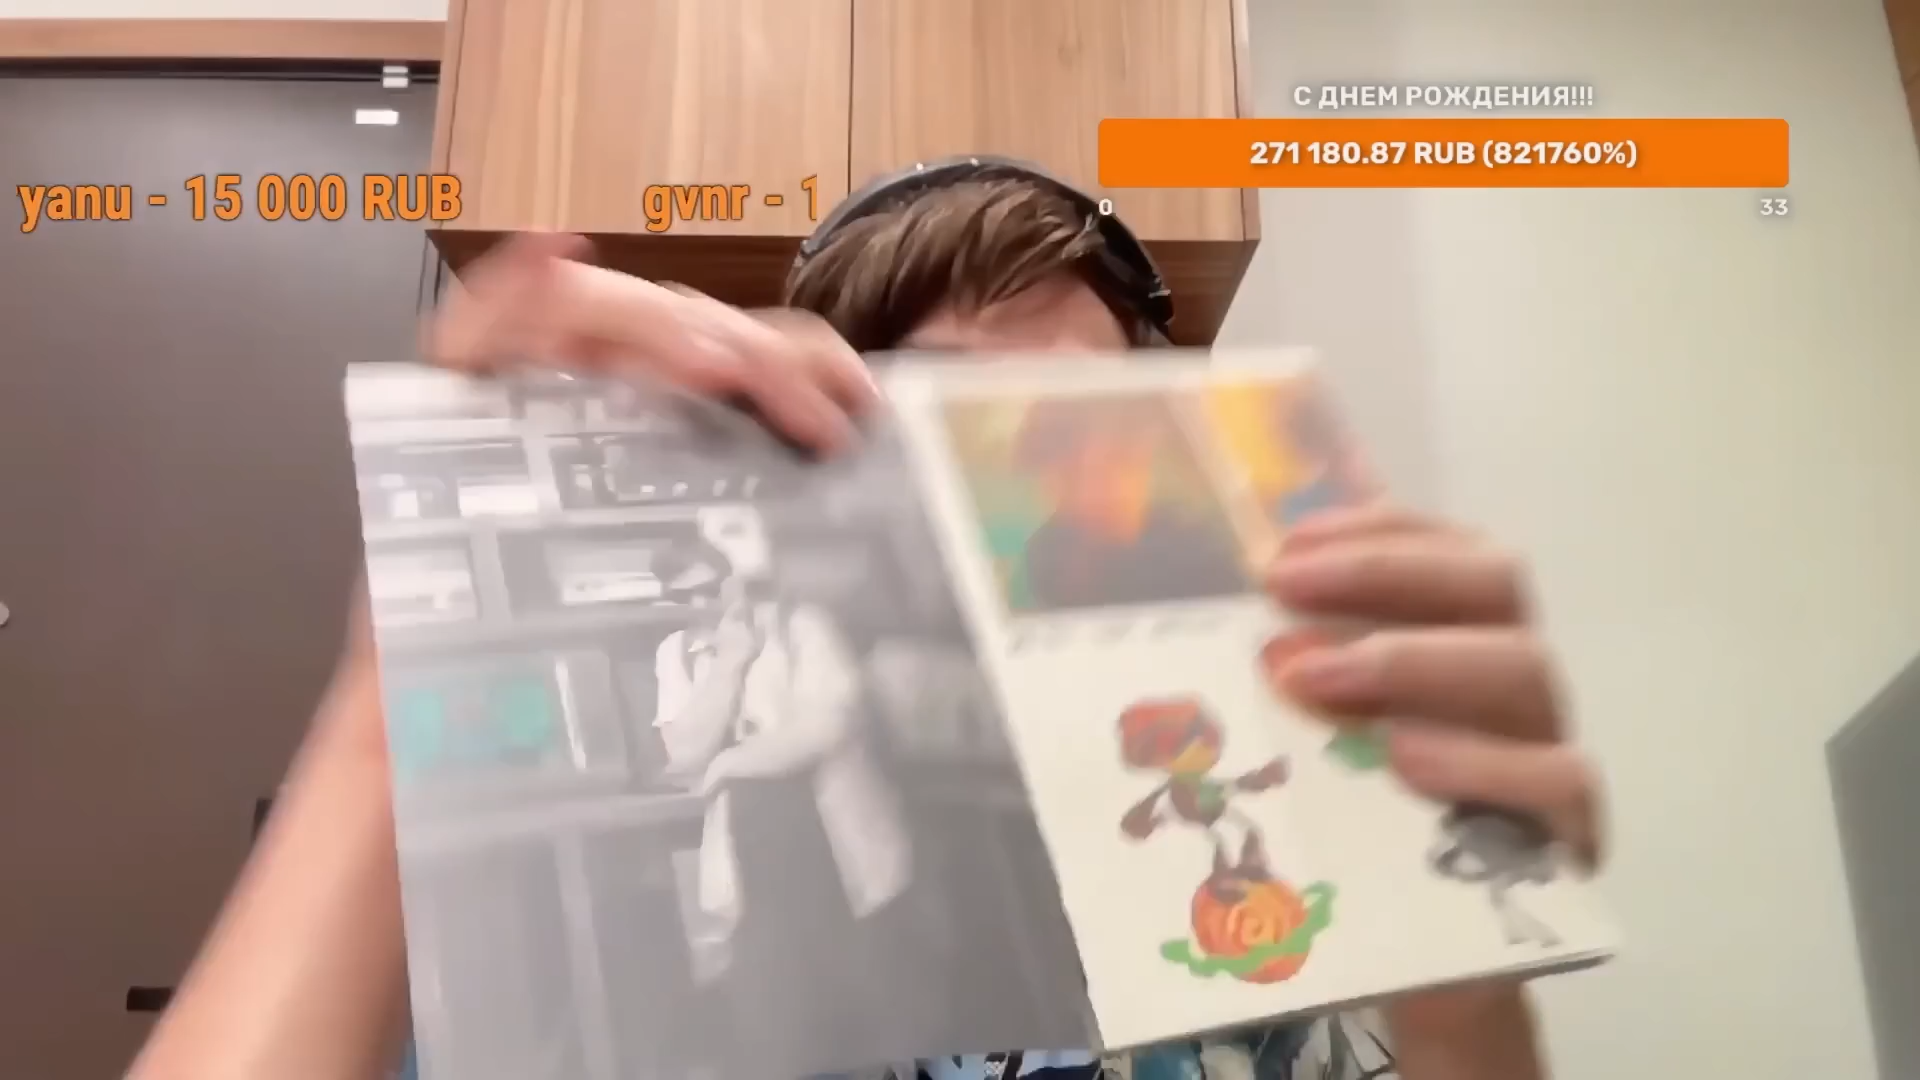 С ДНЕМ РОЖДЕНИЯ!!!
271 180.87 RUB (821760%)
0
33
yanu - 15 000 RUB
gvnr - 1